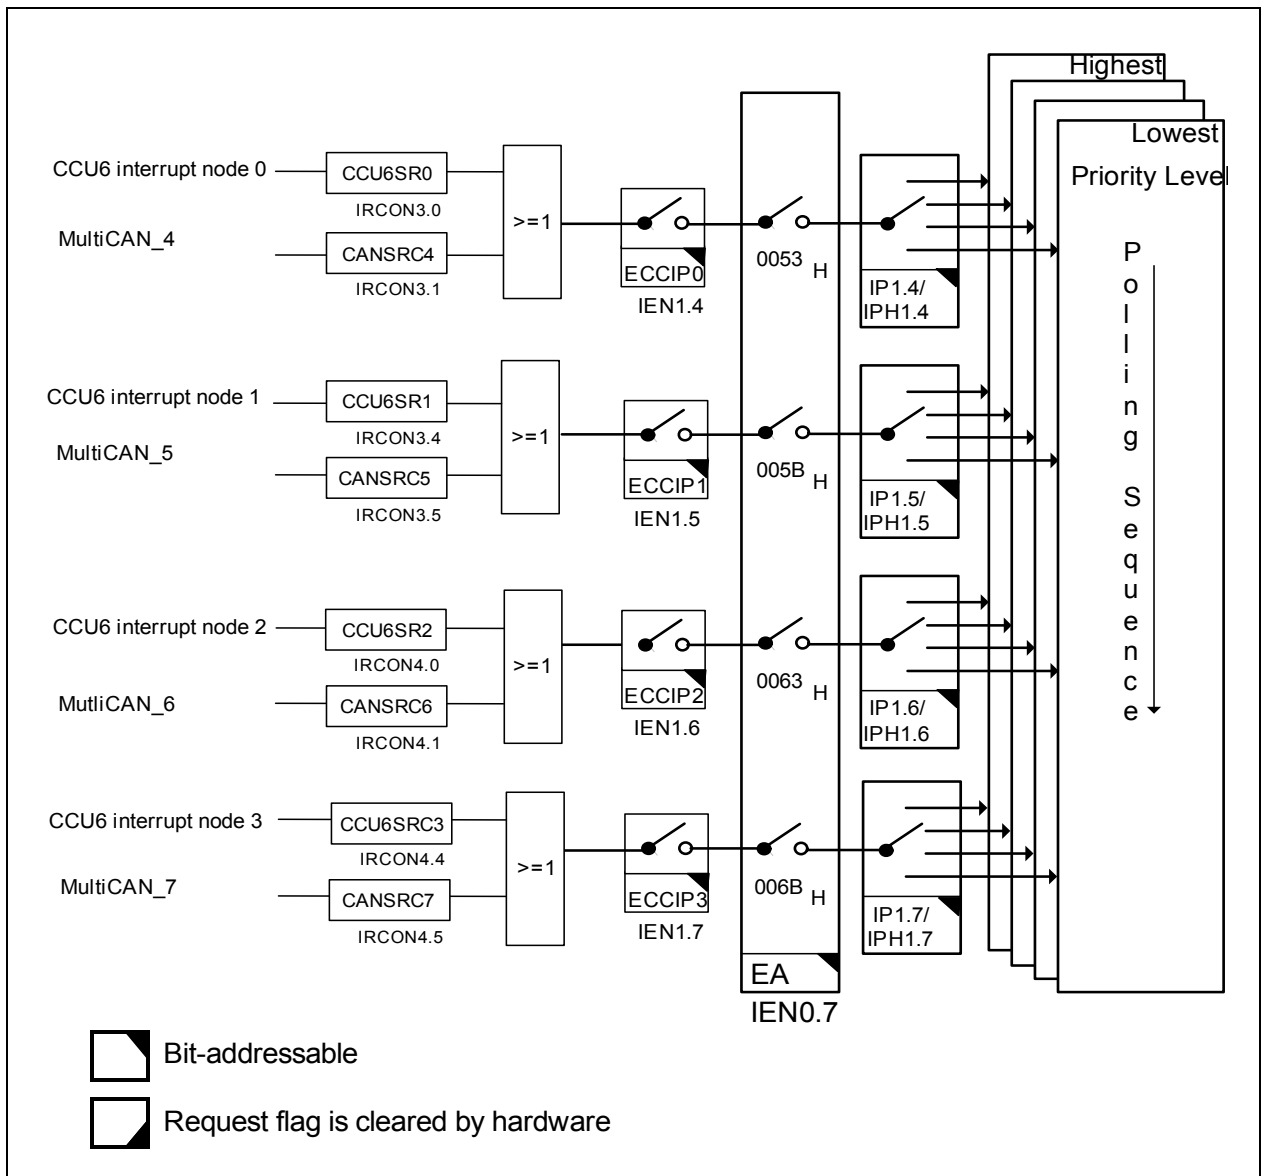 Highest
Lowest
Priority Level
CCU6 interrupt node 0
CCU6SR0
IRCON3.0
MultiCAN_4
CANSRC4
IRCON3.1
>=1
ECCIP0
IEN1.4
0053 H
IP1.4/
IPH1.4
CCU6 interrupt node 1
CCU6SR1
IRCON3.4
MultiCAN_5
CANSRC5
IRCON3.5
>=1
ECCIP1
IEN1.5
005B H
IP1.5/
IPH1.5
CCU6 interrupt node 2
CCU6SR2
IRCON4.0
MutliCAN_6
CANSRC6
IRCON4.1
>=1
ECCIP2
IEN1.6
0063 H
IP1.6/
IPH1.6
CCU6 interrupt node 3
CCU6SRC3
IRCON4.4
MultiCAN_7
CANSRC7
IRCON4.5
>=1
ECCIP3
IEN1.7
006B H
IP1.7/
IPH1.7
Polling Sequence
EA
IEN0.7
Bit-addressable
Request flag is cleared by hardware